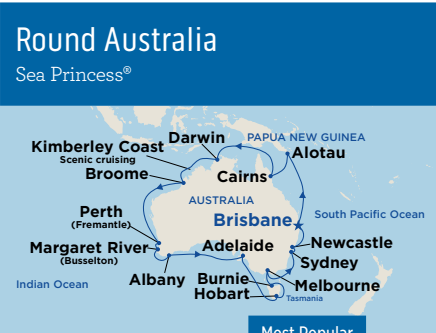 Round Australia
Sea Princess®
Darwin
PAPUA NEW GUINEA
Kimberley Coast
Scenic cruising
Alotau
Broome
Cairns
AUSTRALIA
Perth
(Fremantle)
Brisbane
South Pacific Ocean
Margaret River
(Busselton)
Adelaide
Newcastle
Sydney
Indian Ocean
Albany
Burnie
Melbourne
Hobart
Tasmania
Most Popular